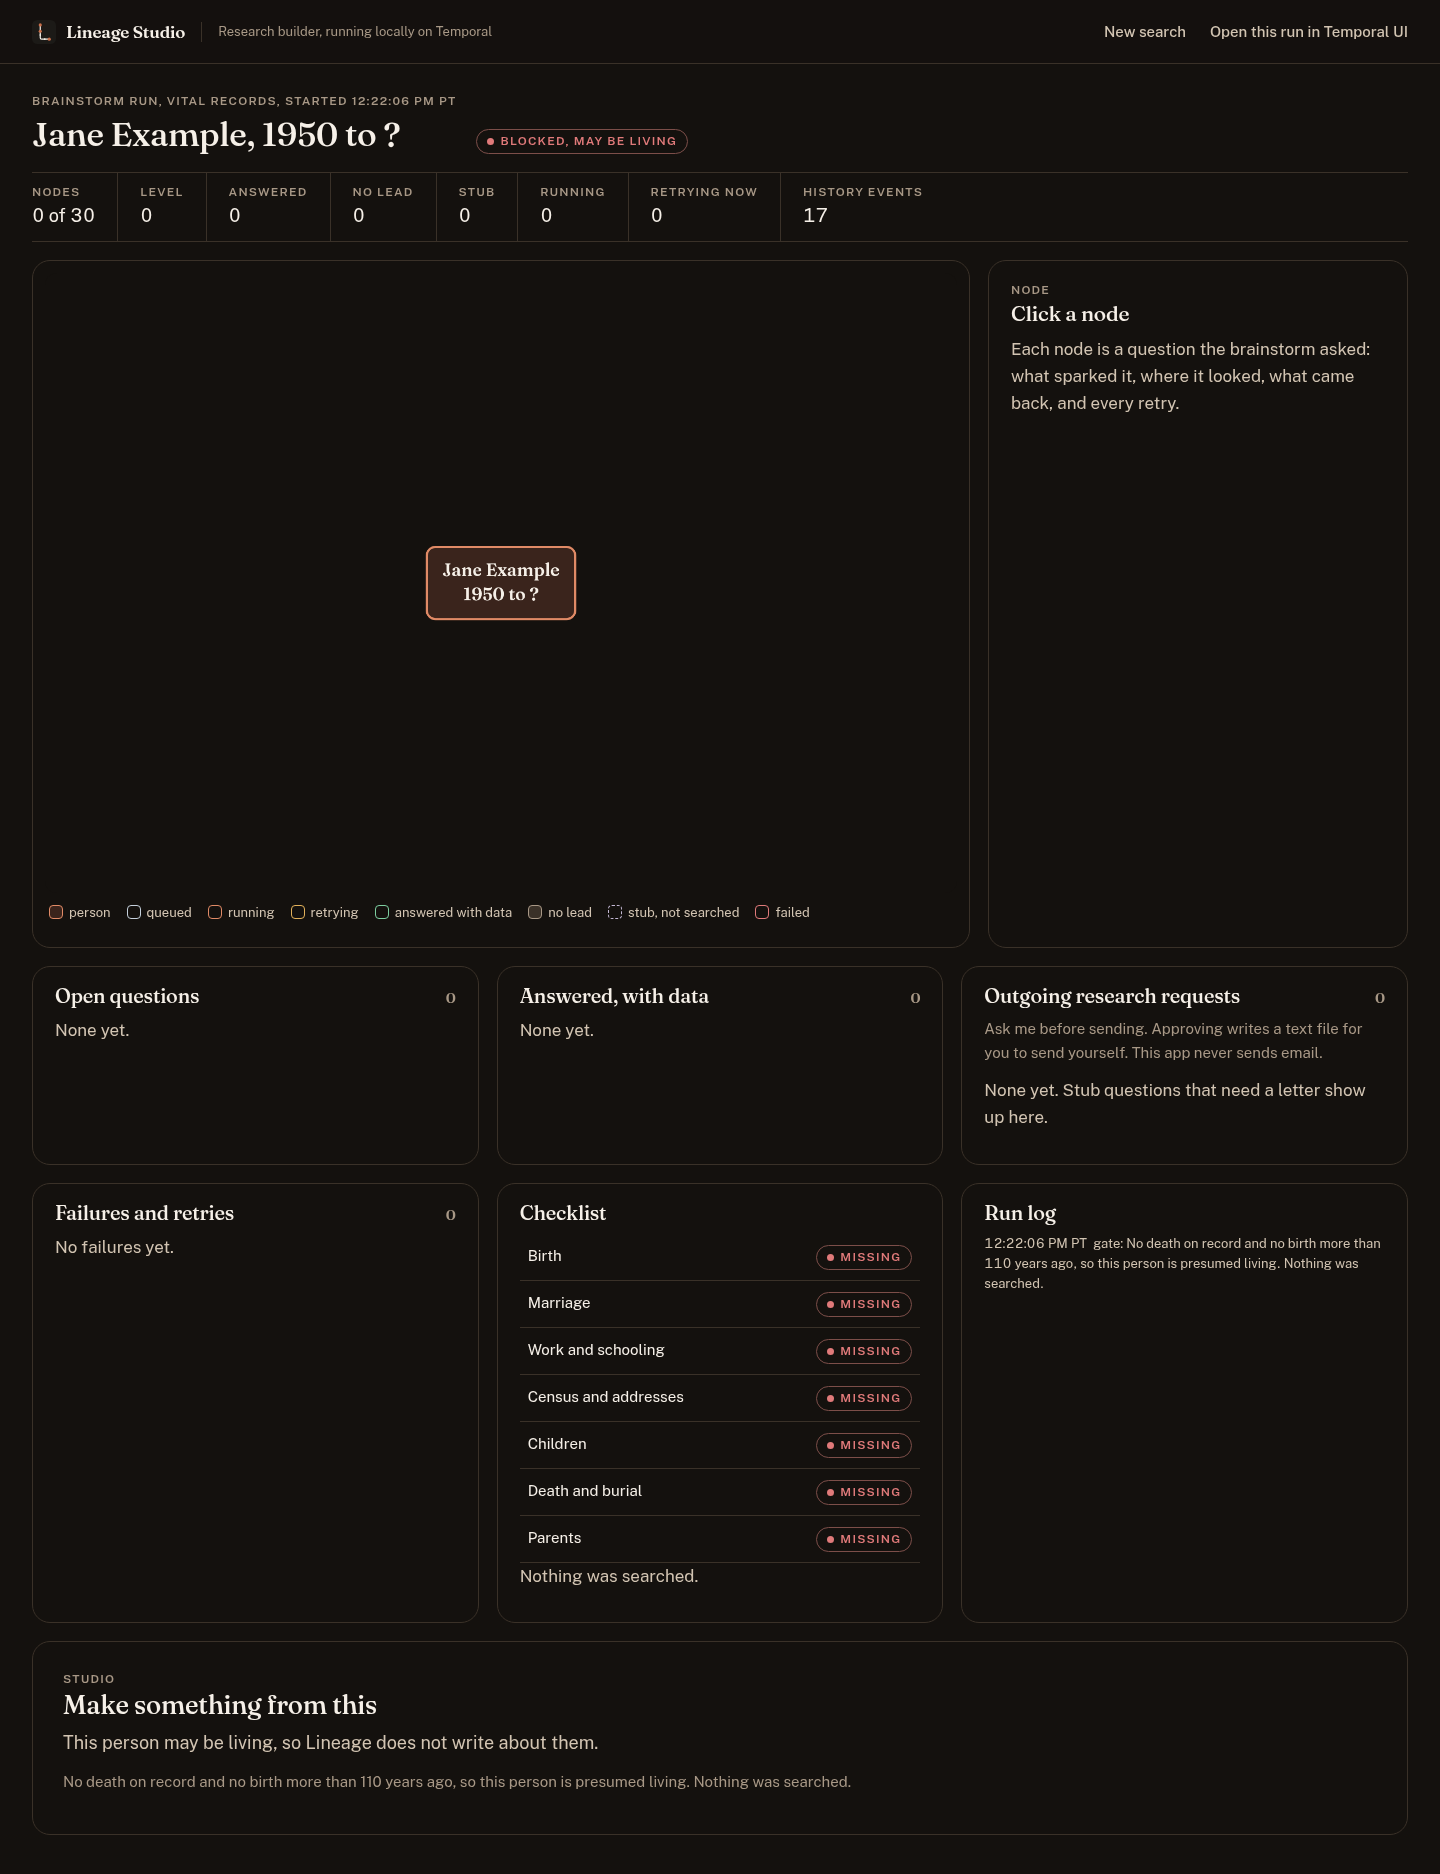 Lineage Studio
Research builder, running locally on Temporal
New search
Open this run in Temporal UI
BRAINSTORM RUN, VITAL RECORDS, STARTED 12:22:06 PM PT
Jane Example, 1950 to ?
BLOCKED, MAY BE LIVING
NODES
0 of 30
LEVEL
0
ANSWERED
0
NO LEAD
0
STUB
0
RUNNING
0
RETRYING NOW
0
HISTORY EVENTS
17
Jane Example
1950 to ?
person
queued
running
retrying
answered with data
no lead
stub, not searched
failed
NODE
Click a node
Each node is a question the brainstorm asked:
what sparked it, where it looked, what came
back, and every retry.
Open questions
0
None yet.
Answered, with data
0
None yet.
Outgoing research requests
0
Ask me before sending. Approving writes a text file for
you to send yourself. This app never sends email.
None yet. Stub questions that need a letter show
up here.
Failures and retries
0
No failures yet.
Checklist
Birth
MISSING
Marriage
MISSING
Work and schooling
MISSING
Census and addresses
MISSING
Children
MISSING
Death and burial
MISSING
Parents
MISSING
Nothing was searched.
Run log
12:22:06 PM PT gate: No death on record and no birth more than
110 years ago, so this person is presumed living. Nothing was
searched.
STUDIO
Make something from this
This person may be living, so Lineage does not write about them.
No death on record and no birth more than 110 years ago, so this person is presumed living. Nothing was searched.